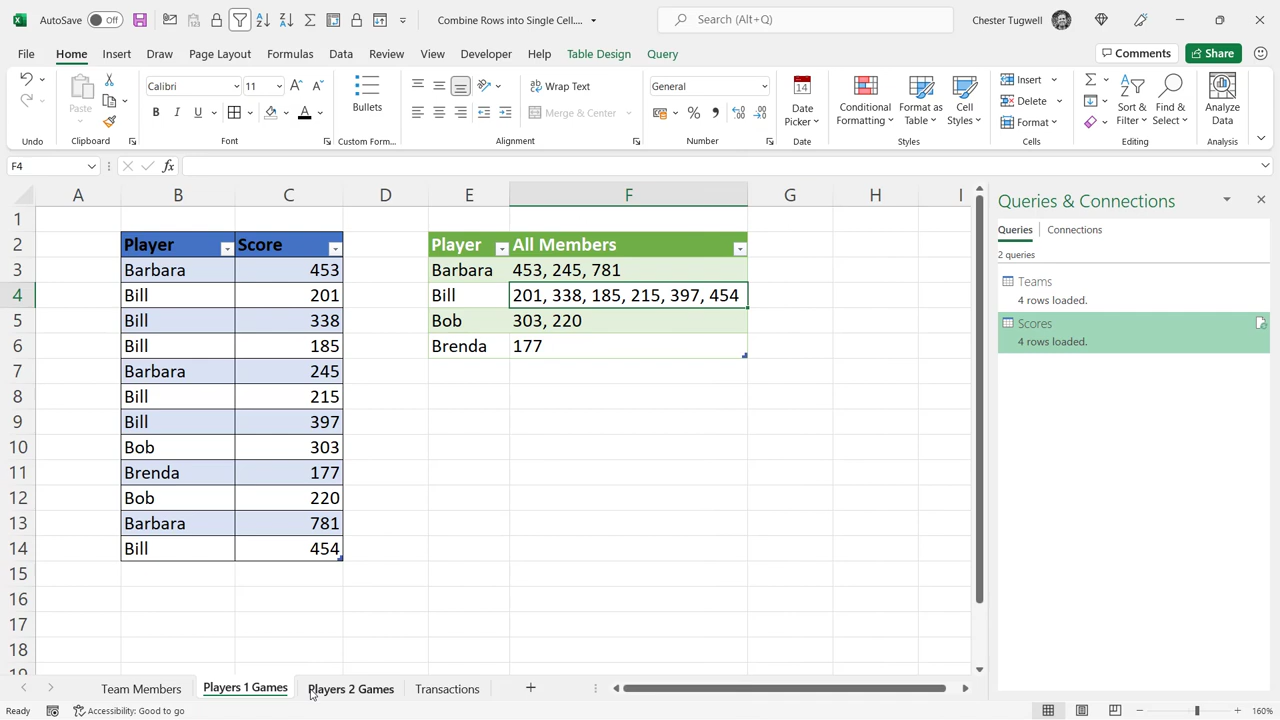 AutoSave Off Combine Rows into Single Cell.... Search (Alt+Q) Chester Tugwell
File Home Insert Draw Page Layout Formulas Data Review View Developer Help Table Design Query Comments Share
Calibri 11 Wrap Text General Insert
Paste Bullets Merge & Center Date Picker Conditional Formatting Format as Table Cell Styles Delete Sort & Filter Find & Select Analyze Data
Format
Undo Clipboard Font Custom Form... Alignment Number Styles Cells Editing Analysis
F4 fx
A B C D E F G H I
Queries & Connections
Queries Connections
2 queries
Teams
4 rows loaded.
Scores
4 rows loaded.
1
2 Player Score Player All Members
3 Barbara 453 Barbara 453, 245, 781
4 Bill 201 Bill 201, 338, 185, 215, 397, 454
5 Bill 338 Bob 303, 220
6 Bill 185 Brenda 177
7 Barbara 245
8 Bill 215
9 Bill 397
10 Bob 303
11 Brenda 177
12 Bob 220
13 Barbara 781
14 Bill 454
15
16
17
18
19
Team Members Players 1 Games Players 2 Games Transactions
Ready Accessibility: Good to go 160%